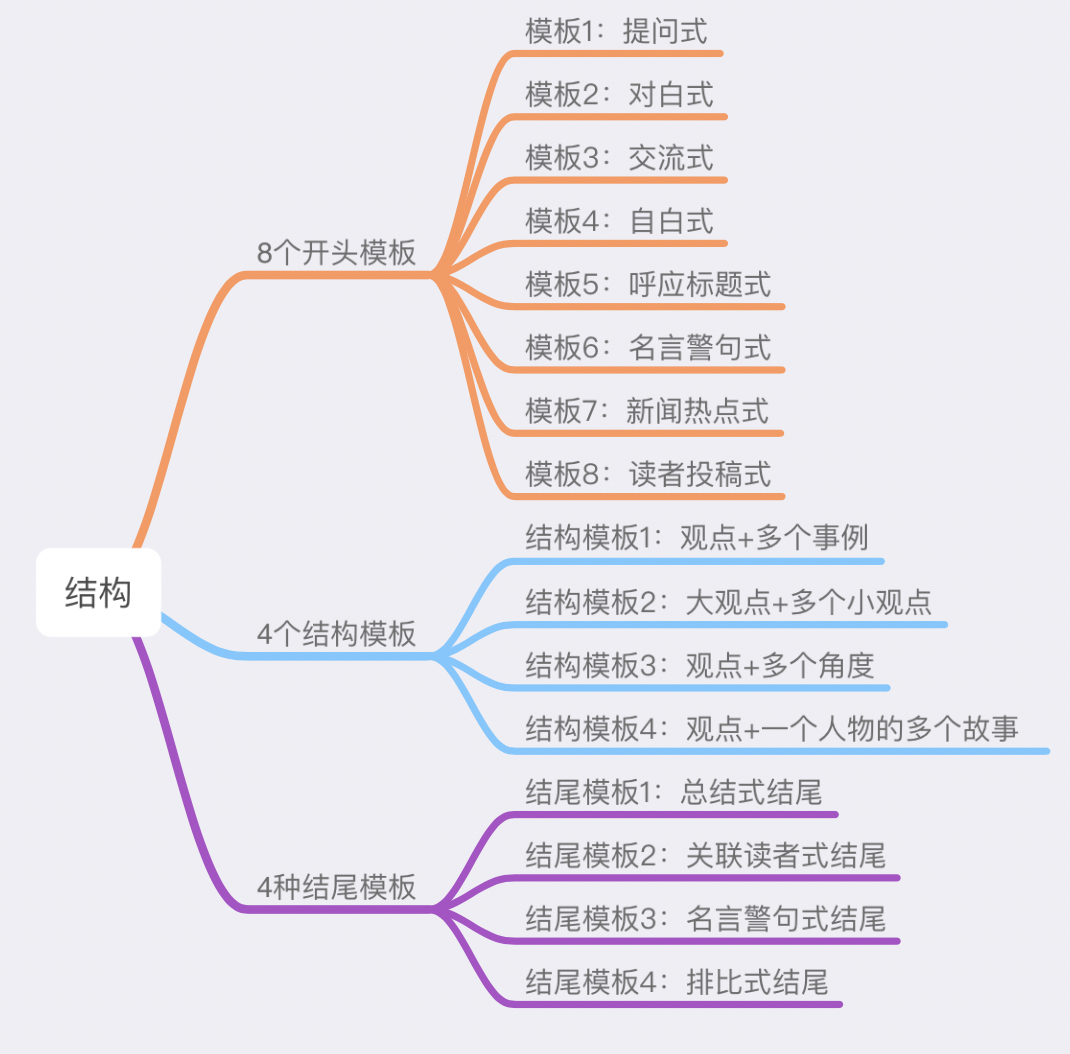 模板1：提问式
模板2：对白式
模板3：交流式
模板4：自白式
8个开头模板
模板5：呼应标题式
模板6：名言警句式
模板7：新闻热点式
模板8：读者投稿式
结构
结构模板1：观点+多个事例
结构模板2：大观点+多个小观点
4个结构模板
结构模板3：观点+多个角度
结构模板4：观点+一个人物的多个故事
结尾模板1：总结式结尾
结尾模板2：关联读者式结尾
4种结尾模板
结尾模板3：名言警句式结尾
结尾模板4：排比式结尾